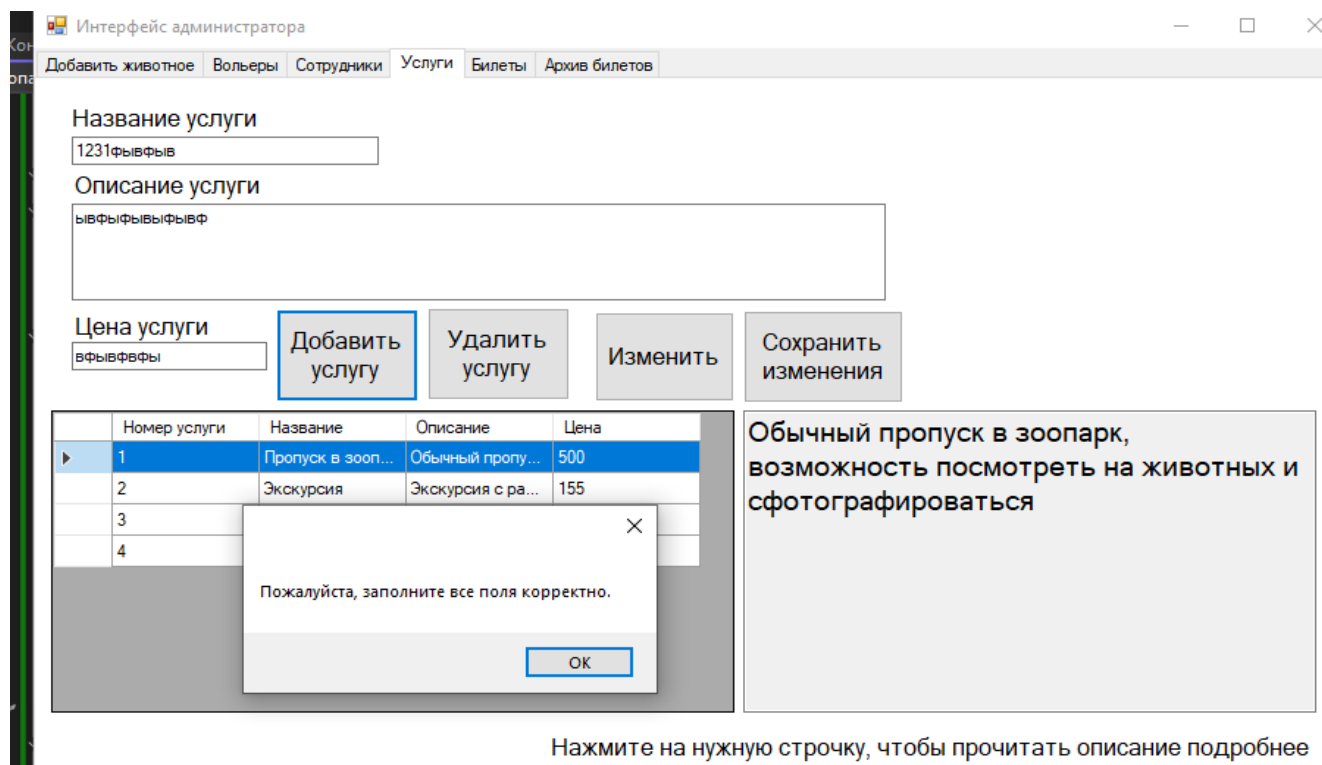 Интерфейс администратора
Добавить животное Вольеры Сотрудники Услуги Билеты Архив билетов
Название услуги
1231фывфыв
Описание услуги
ывфыфывыфывф
Цена услуги
вфывфвфы
Добавить услугу
Удалить услугу
Изменить
Сохранить изменения
Номер услуги Название Описание Цена
1 Пропуск в зооп... Обычный пропу... 500
2 Экскурсия Экскурсия с ра... 155
3
4
Обычный пропуск в зоопарк,
возможность посмотреть на животных и
сфотографироваться
Пожалуйста, заполните все поля корректно.
ОК
Нажмите на нужную строчку, чтобы прочитать описание подробнее